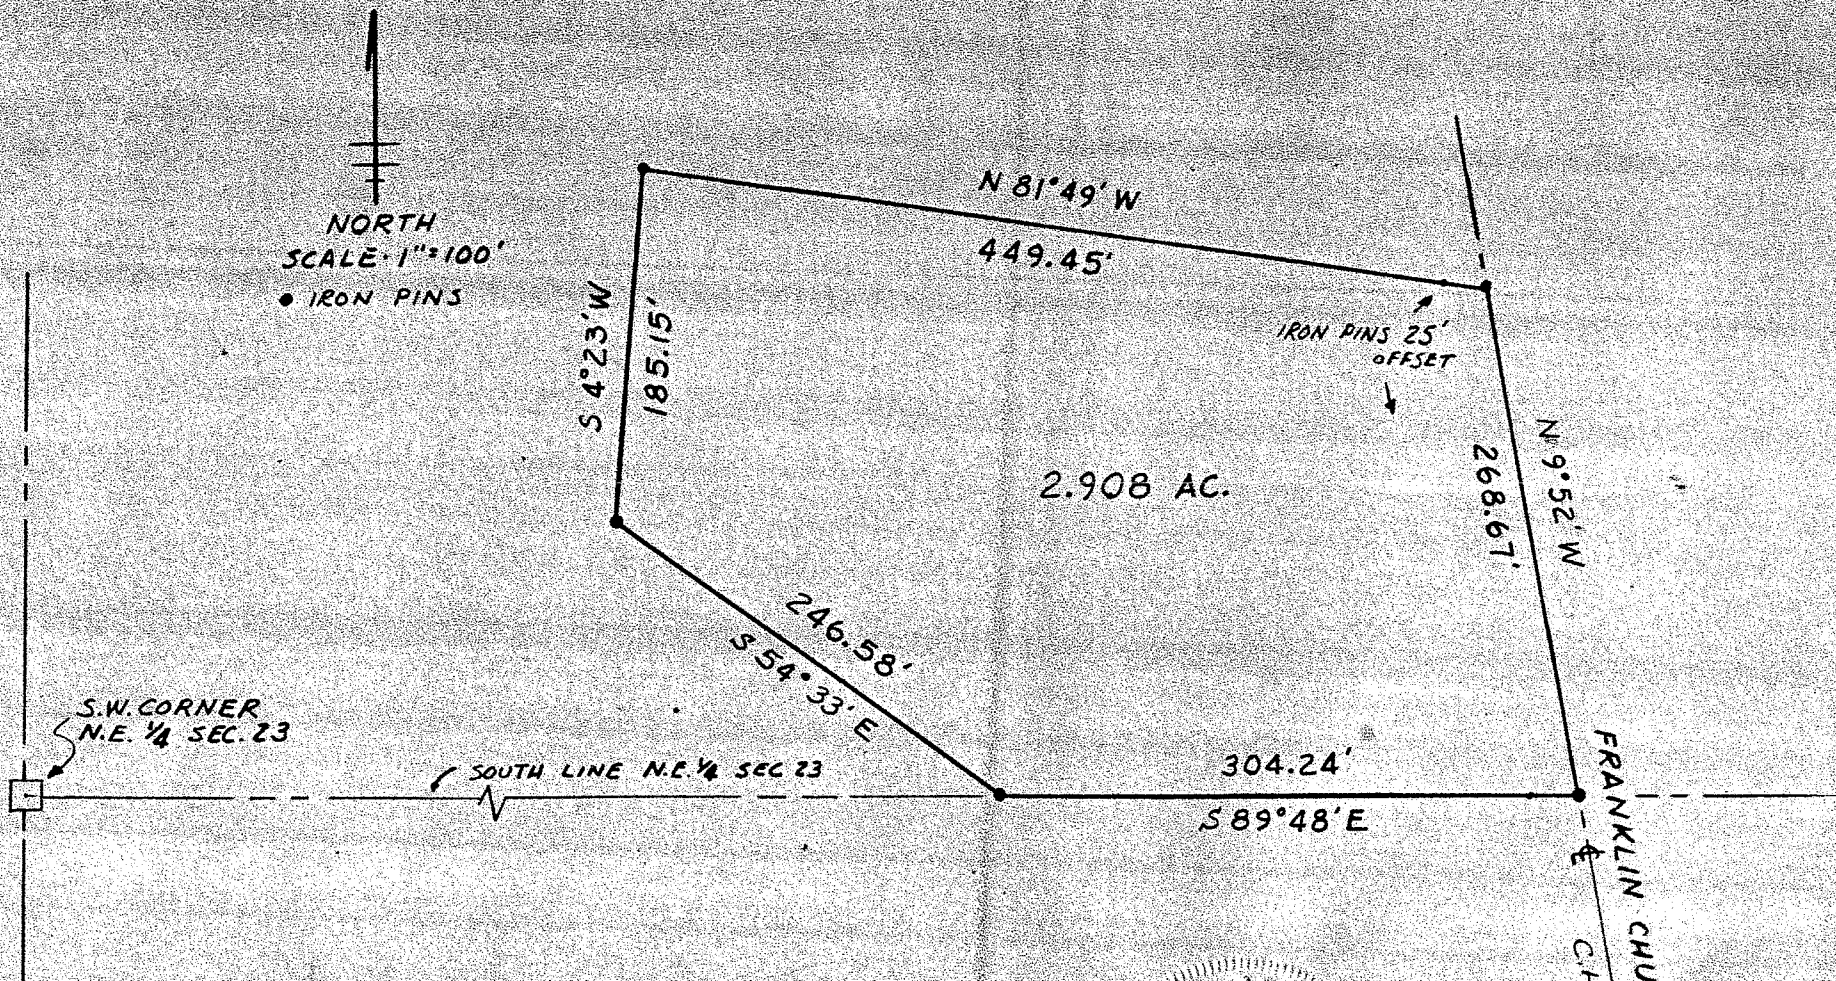 NORTH
SCALE· 1"=100'
● IRON PINS
N 81°49' W
449.45'
S 4°23' W
185.15'
IRON PINS 25'
OFFSET
N 9°52' W
268.67'
2.908 AC.
246.58'
S 54°33' E
S.W. CORNER
N.E. ¼ SEC. 23
SOUTH LINE N.E. ¼ SEC 23
304.24'
S 89°48' E
FRANKLIN CHU
℄
C.H